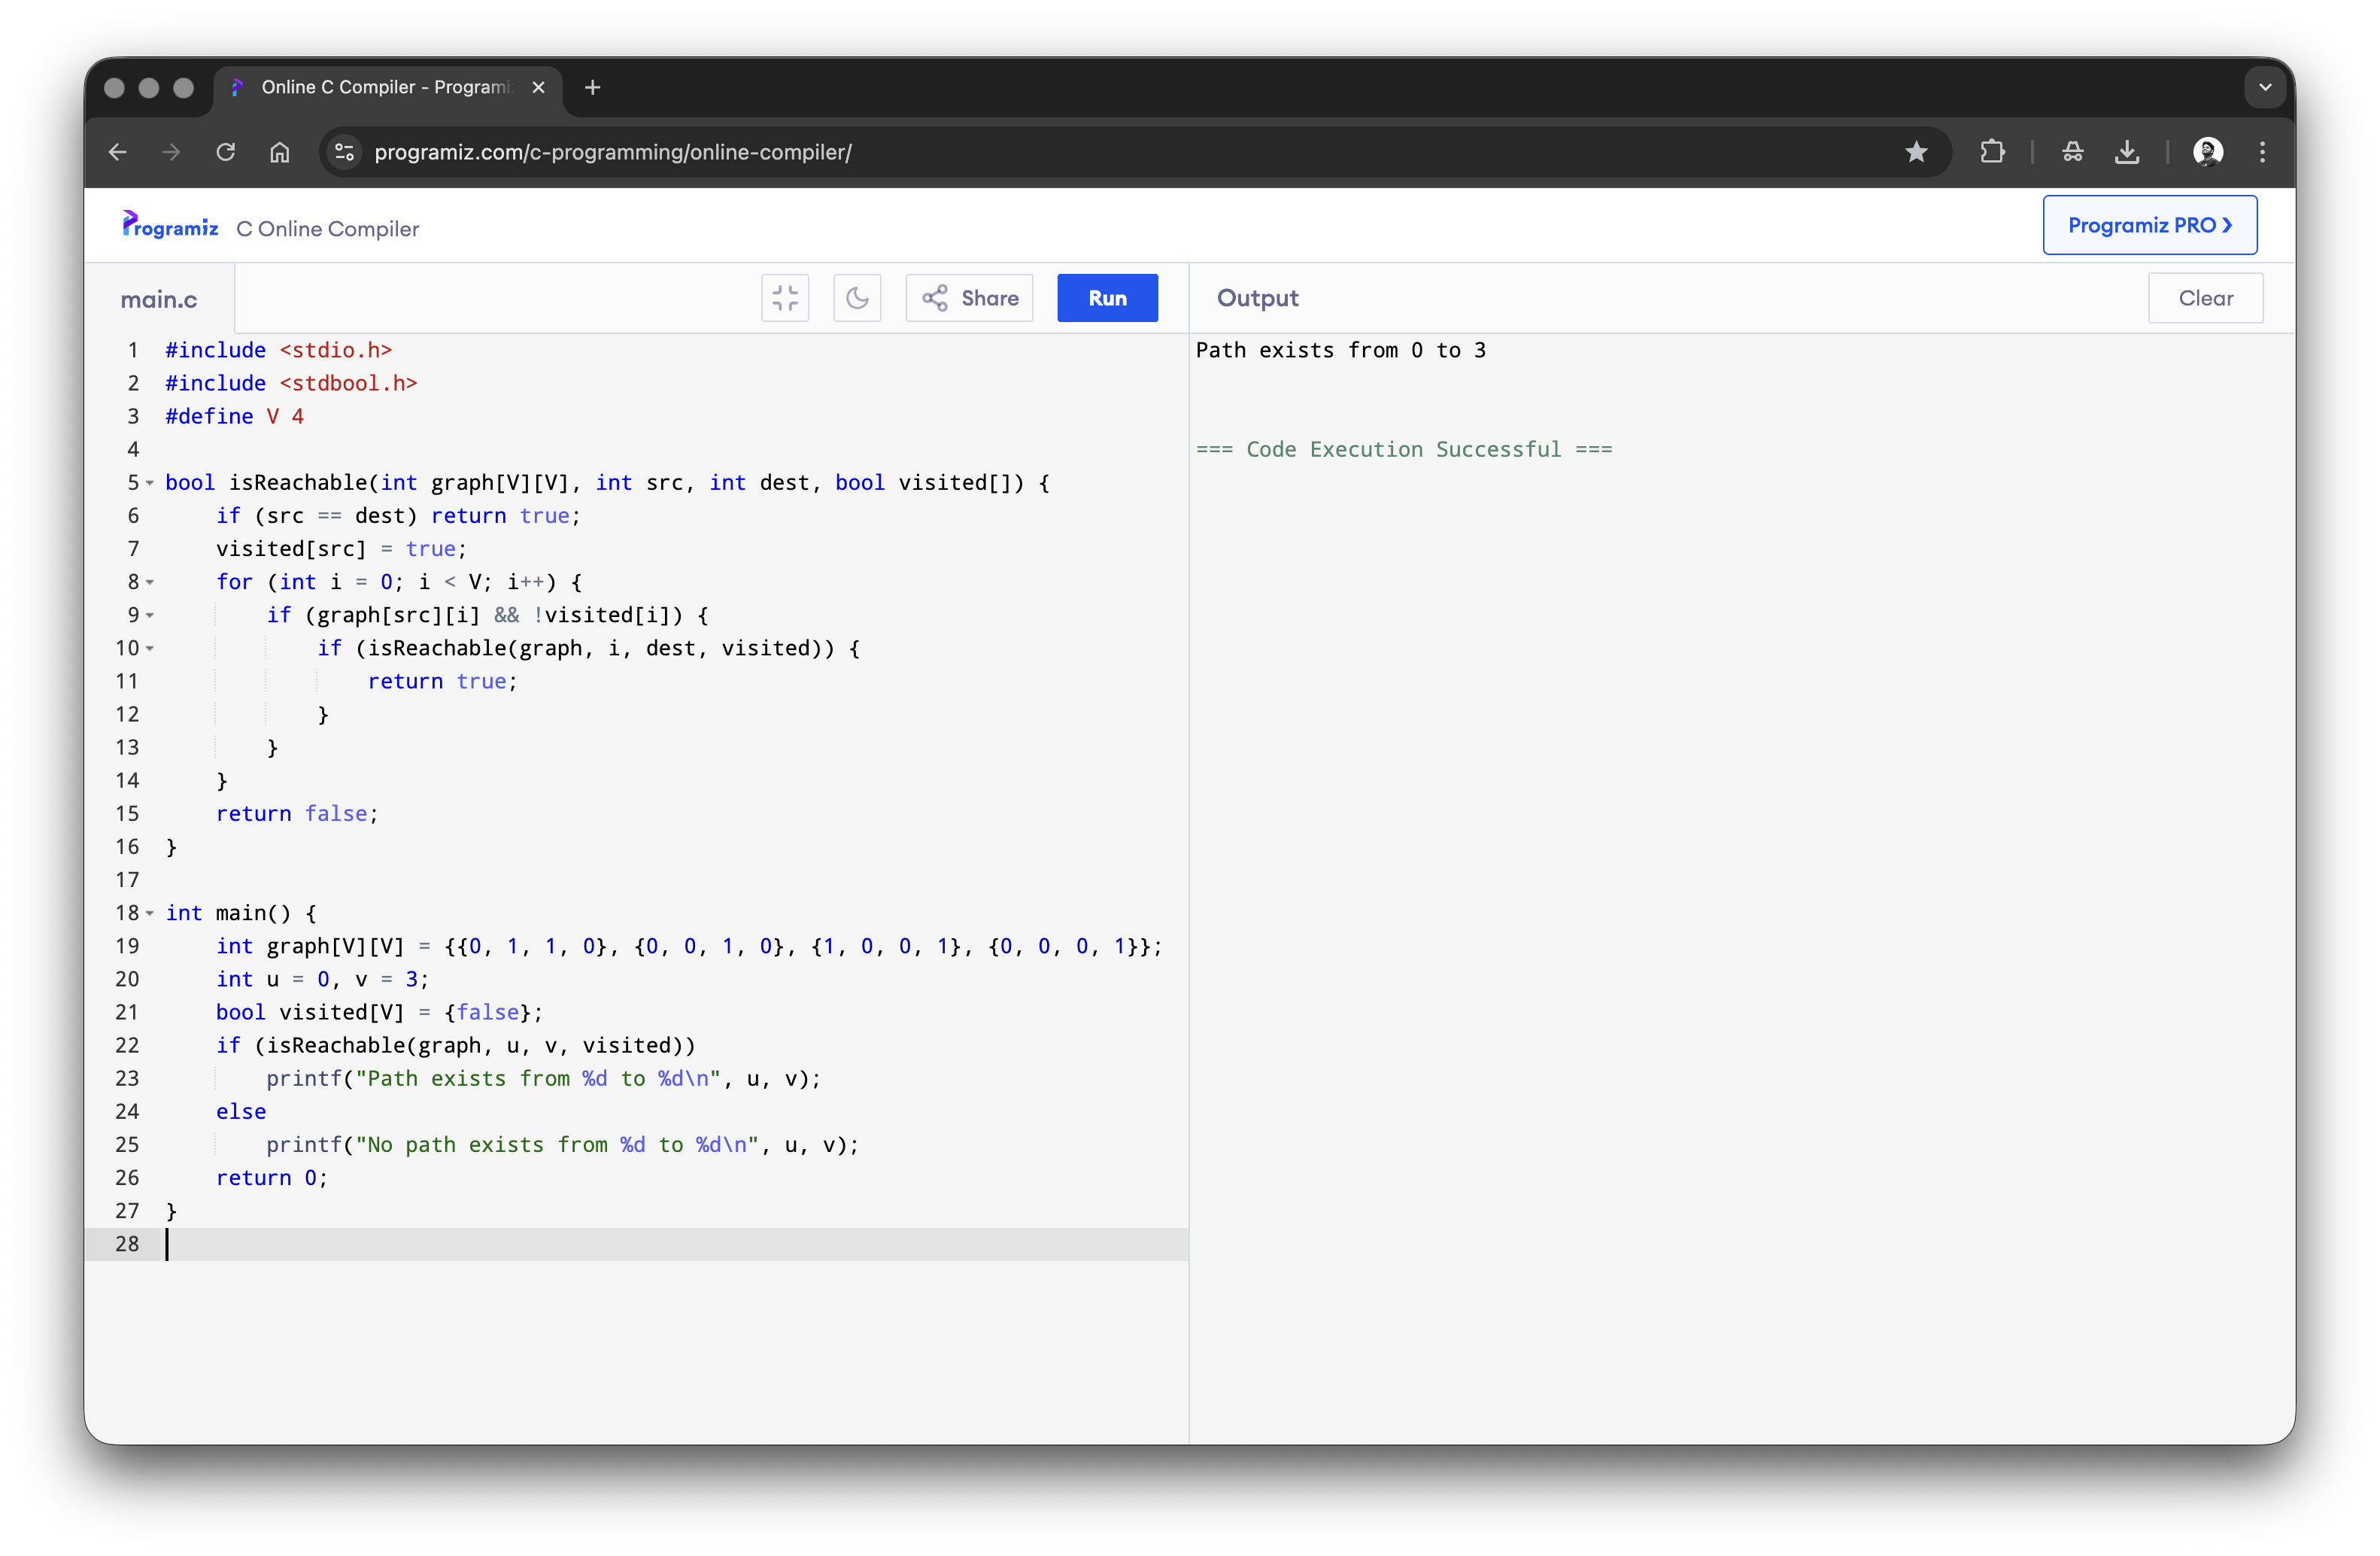 Online C Compiler - Programi
programiz.com/c-programming/online-compiler/
Programiz C Online Compiler
Programiz PRO ❯
main.c
Share
Run
Output
Clear
1 #include <stdio.h>
2 #include <stdbool.h>
3 #define V 4
4
5 bool isReachable(int graph[V][V], int src, int dest, bool visited[]) {
6     if (src == dest) return true;
7     visited[src] = true;
8     for (int i = 0; i < V; i++) {
9         if (graph[src][i] && !visited[i]) {
10             if (isReachable(graph, i, dest, visited)) {
11                 return true;
12             }
13         }
14     }
15     return false;
16 }
17
18 int main() {
19     int graph[V][V] = {{0, 1, 1, 0}, {0, 0, 1, 0}, {1, 0, 0, 1}, {0, 0, 0, 1}};
20     int u = 0, v = 3;
21     bool visited[V] = {false};
22     if (isReachable(graph, u, v, visited))
23         printf("Path exists from %d to %d\n", u, v);
24     else
25         printf("No path exists from %d to %d\n", u, v);
26     return 0;
27 }
28
Path exists from 0 to 3
=== Code Execution Successful ===